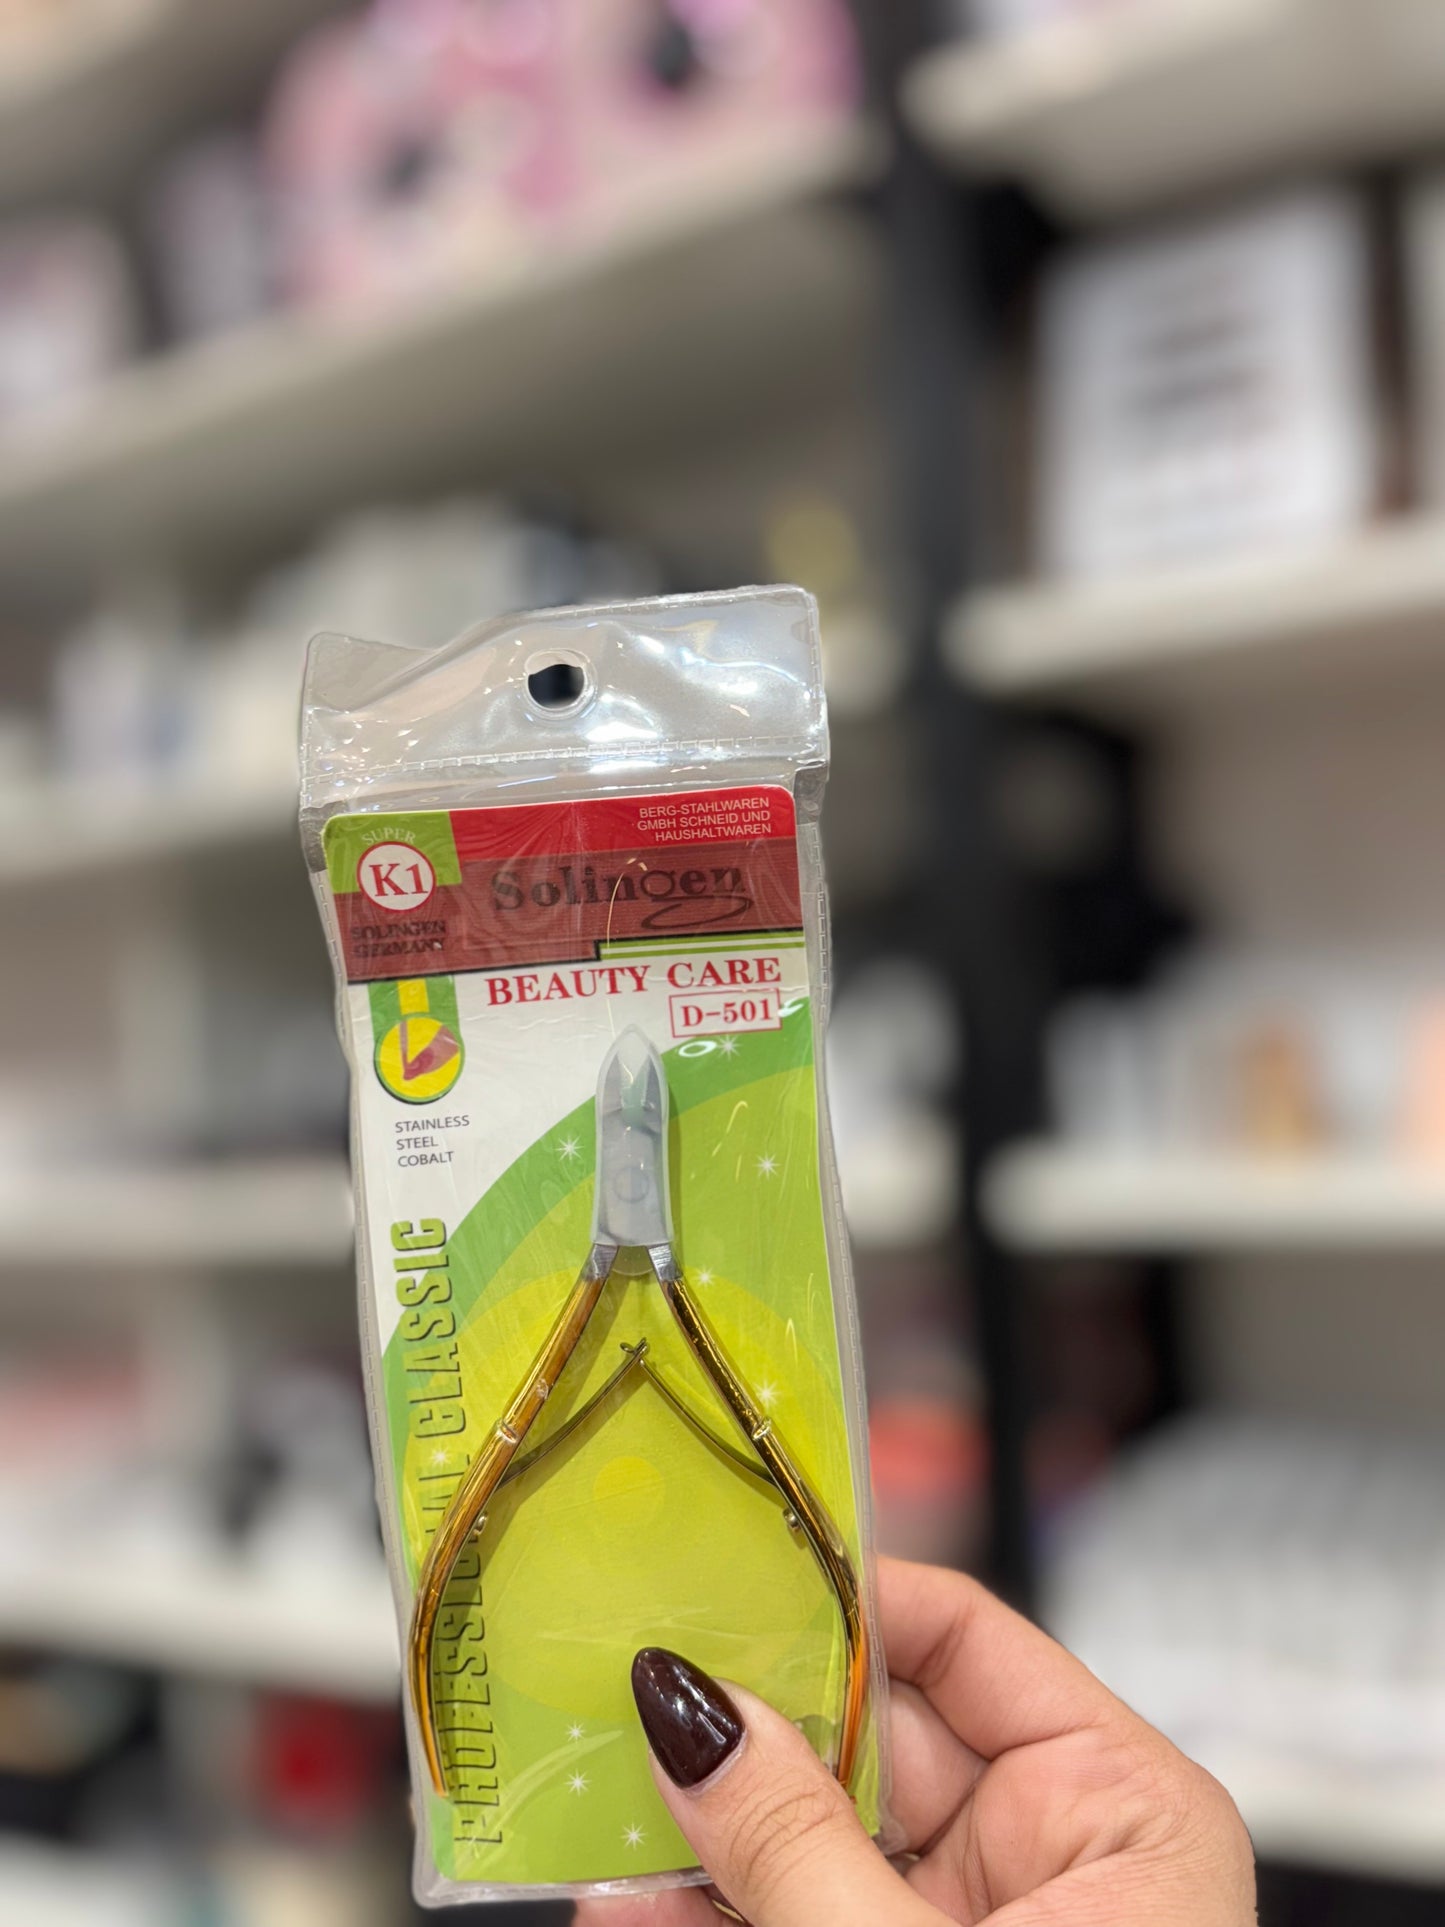 BERG-STAHLWAREN
GMBH SCHNEID UND
HAUSHALTWAREN
SUPER
K1
SOLINGEN
GERMANY
Solingen
BEAUTY CARE
D-501
STAINLESS
STEEL
COBALT
PROFESSIONAL CLASSIC